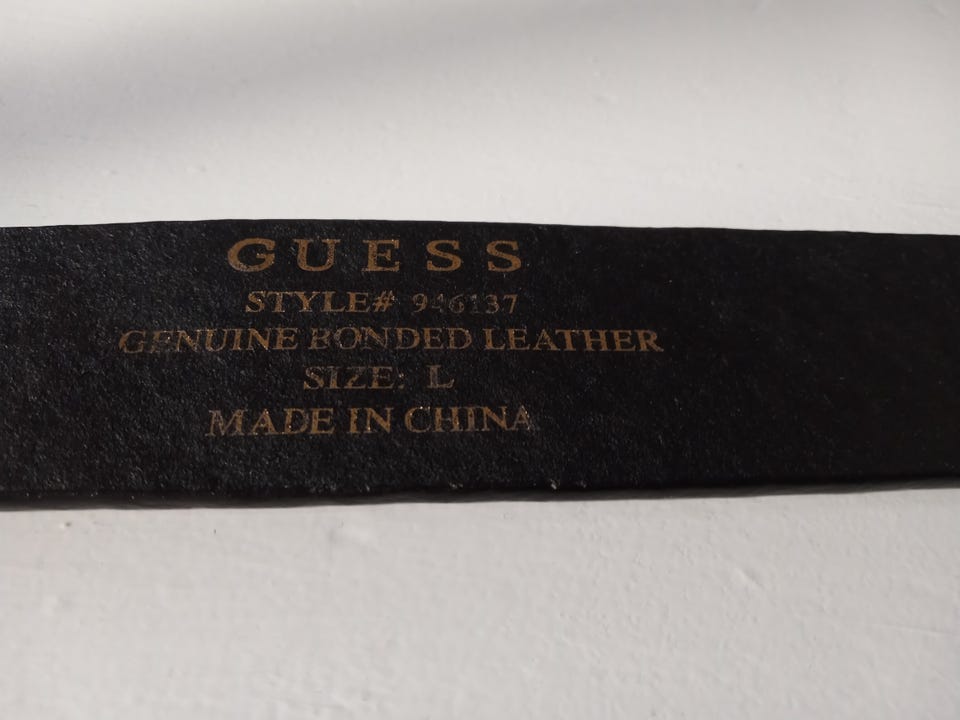 GUESS
STYLE# 946137
GENUINE BONDED LEATHER
SIZE: L
MADE IN CHINA